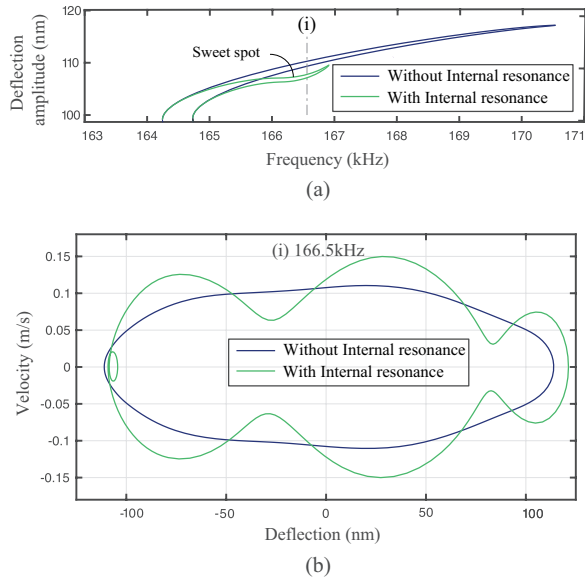 (i)
120
110
100
Deflection
amplitude (nm)
Sweet spot
Without Internal resonance
With Internal resonance
163 164 165 166 167 168 169 170 171
Frequency (kHz)
(a)
(i) 166.5kHz
0.15
0.1
0.05
0
-0.05
-0.1
-0.15
Velocity (m/s)
Without Internal resonance
With Internal resonance
-100 -50 0 50 100
Deflection (nm)
(b)